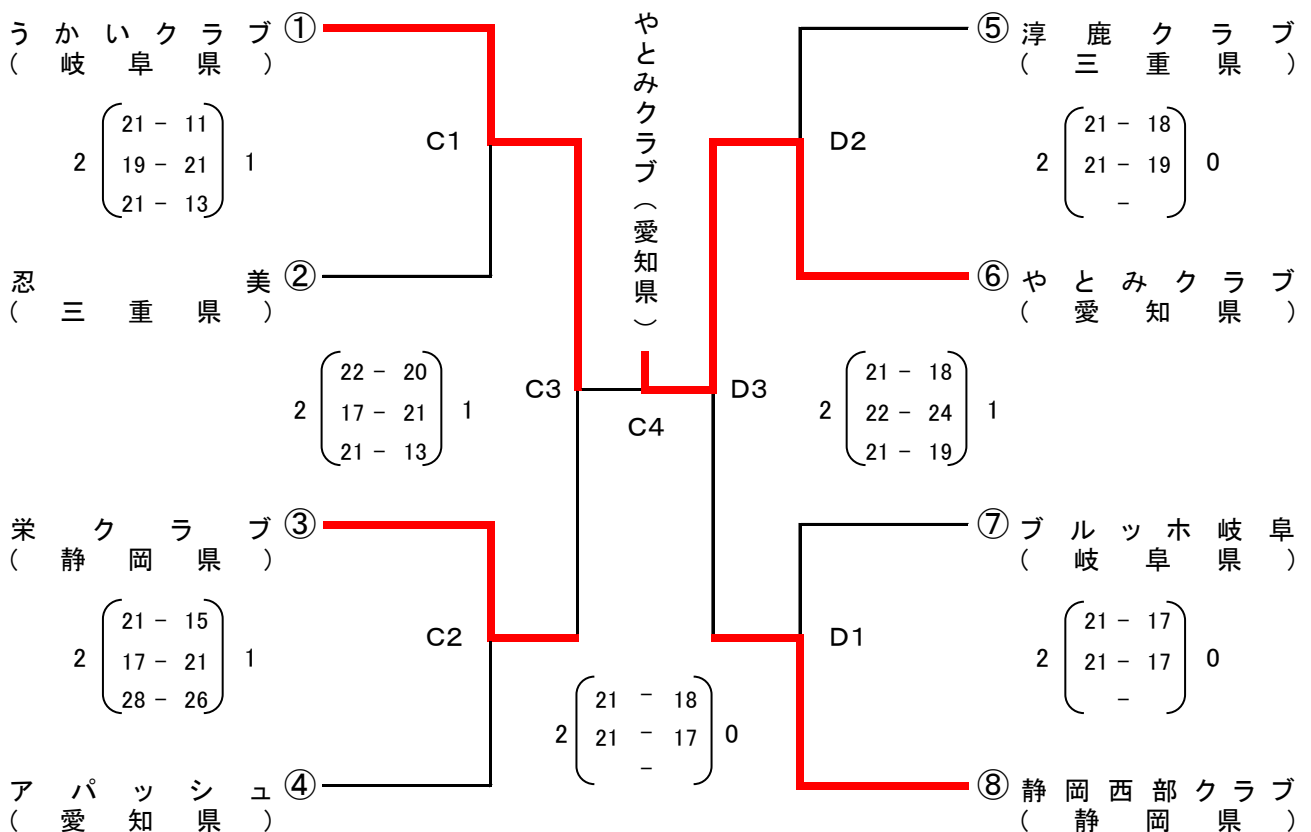 うかいクラブ ①
(岐阜県)
2 21 - 11 1
19 - 21
21 - 13
C1
忍美 ②
(三重県)
2 22 - 20 1
17 - 21
21 - 13
C3
栄クラブ ③
(静岡県)
2 21 - 15 1
17 - 21
28 - 26
C2
アパッシュ ④
(愛知県)
やとみクラブ(愛知県)
C4
2 21 - 18 0
21 - 17
-
⑤ 淳鹿クラブ
(三重県)
D2
2 21 - 18 0
21 - 19
-
⑥ やとみクラブ
(愛知県)
D3
2 21 - 18 1
22 - 24
21 - 19
⑦ ブルッホ岐阜
(岐阜県)
D1
2 21 - 17 0
21 - 17
-
⑧ 静岡西部クラブ
(静岡県)